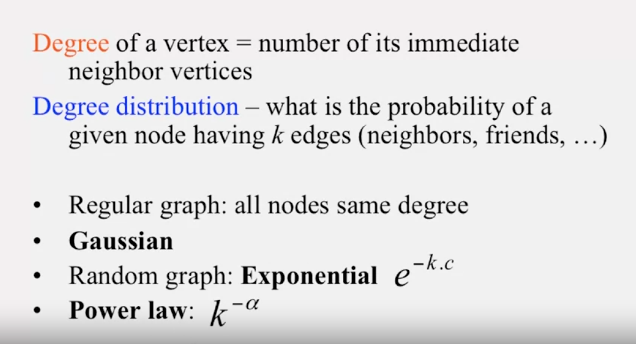 Degree of a vertex = number of its immediate
neighbor vertices
Degree distribution – what is the probability of a
given node having k edges (neighbors, friends, …)
• Regular graph: all nodes same degree
• Gaussian
• Random graph: Exponential e^{-k.c}
• Power law: k^{-α}